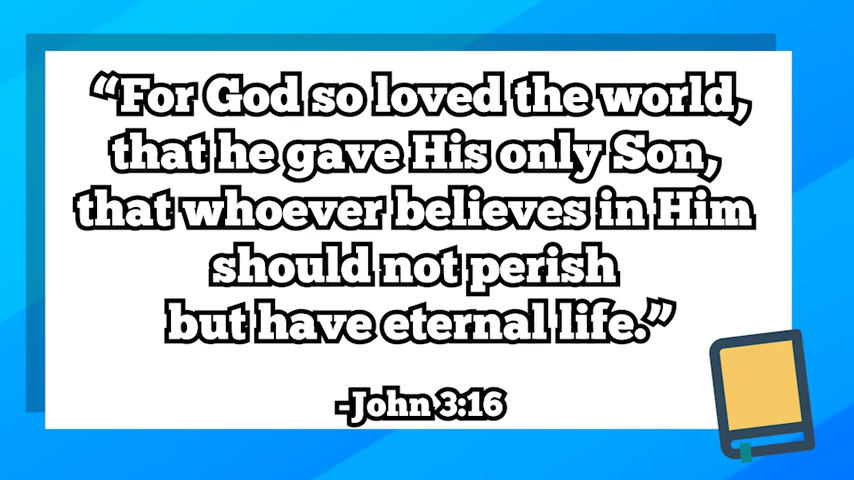 “For God so loved the world,
that he gave His only Son,
that whoever believes in Him
should not perish
but have eternal life.”
-John 3:16